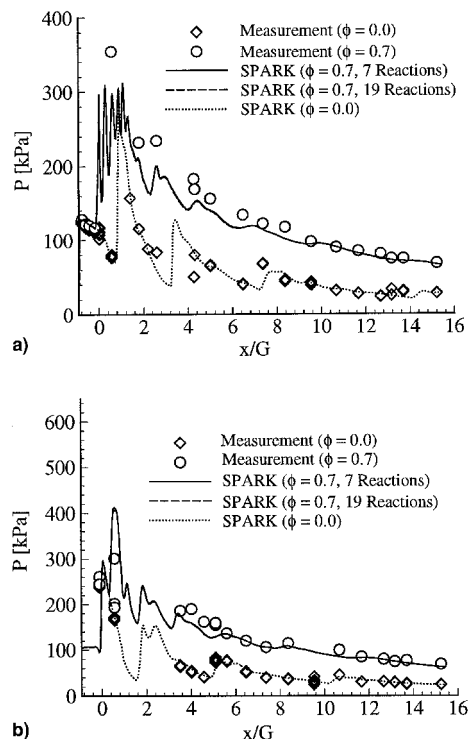 400
300
200
100
0
P [kPa]
Measurement (ϕ = 0.0)
Measurement (ϕ = 0.7)
SPARK (ϕ = 0.7, 7 Reactions)
SPARK (ϕ = 0.7, 19 Reactions)
SPARK (ϕ = 0.0)
0 2 4 6 8 10 12 14 16
x/G
a)
600
500
400
300
200
100
0
P [kPa]
Measurement (ϕ = 0.0)
Measurement (ϕ = 0.7)
SPARK (ϕ = 0.7, 7 Reactions)
SPARK (ϕ = 0.7, 19 Reactions)
SPARK (ϕ = 0.0)
0 2 4 6 8 10 12 14 16
x/G
b)